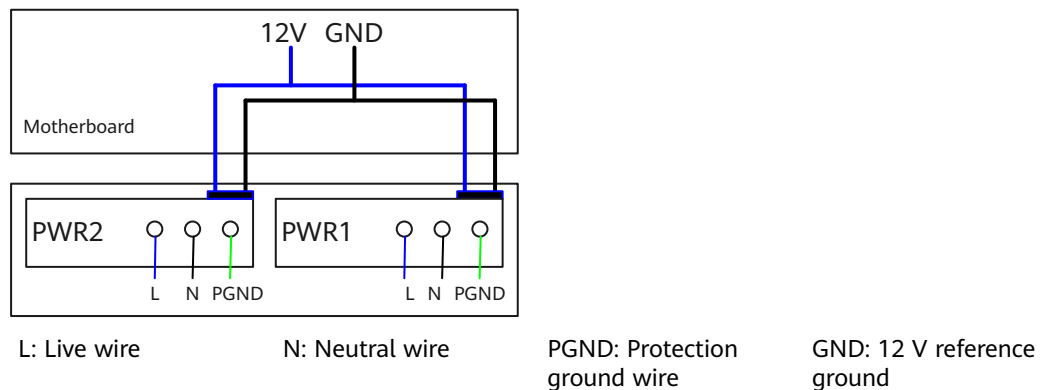 12V GND
Motherboard
PWR2 PWR1
L N PGND L N PGND
L: Live wire N: Neutral wire PGND: Protection GND: 12 V reference
ground wire ground